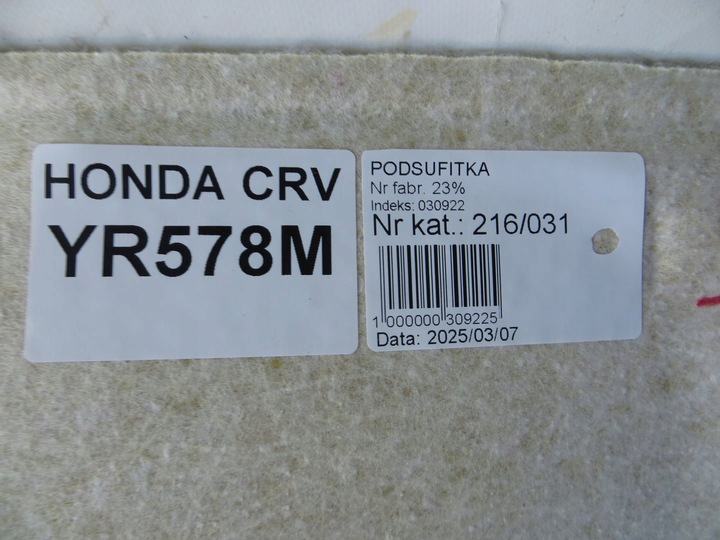 HONDA CRV
YR578M
PODSUFITKA
Nr fabr. 23%
Indeks: 030922
Nr kat.: 216/031
1 000000 309225
Data: 2025/03/07